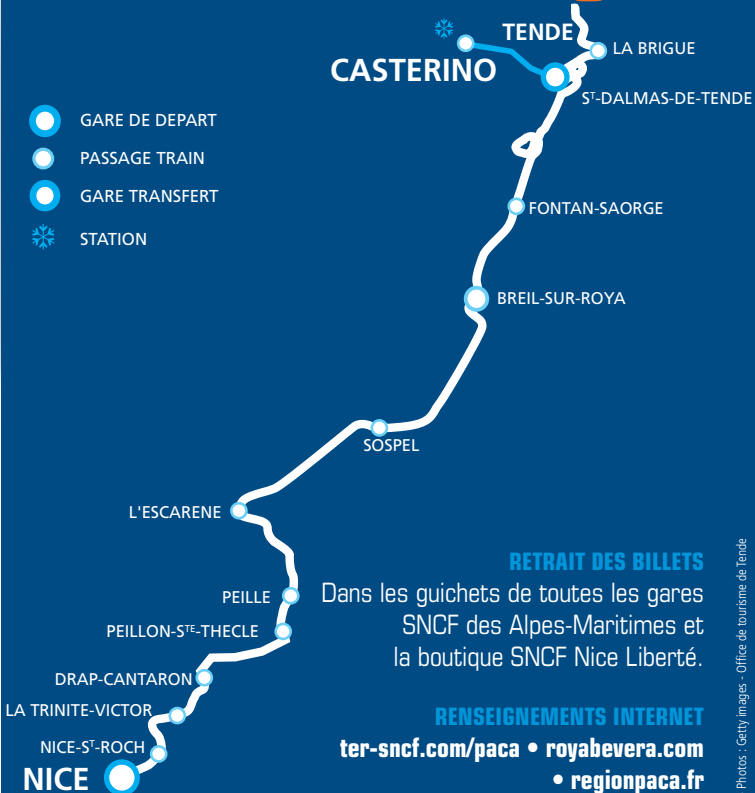 TENDE
LA BRIGUE
CASTERINO
Sᵀ-DALMAS-DE-TENDE
GARE DE DEPART
PASSAGE TRAIN
GARE TRANSFERT
STATION
FONTAN-SAORGE
BREIL-SUR-ROYA
SOSPEL
L'ESCARENE
PEILLE
PEILLON-Sᵀᴱ-THECLE
DRAP-CANTARON
LA TRINITE-VICTOR
NICE-Sᵀ-ROCH
NICE
RETRAIT DES BILLETS
Dans les guichets de toutes les gares
SNCF des Alpes-Maritimes et
la boutique SNCF Nice Liberté.
RENSEIGNEMENTS INTERNET
ter-sncf.com/paca • royabevera.com
• regionpaca.fr
Photos : Getty images - Office de tourisme de Tende